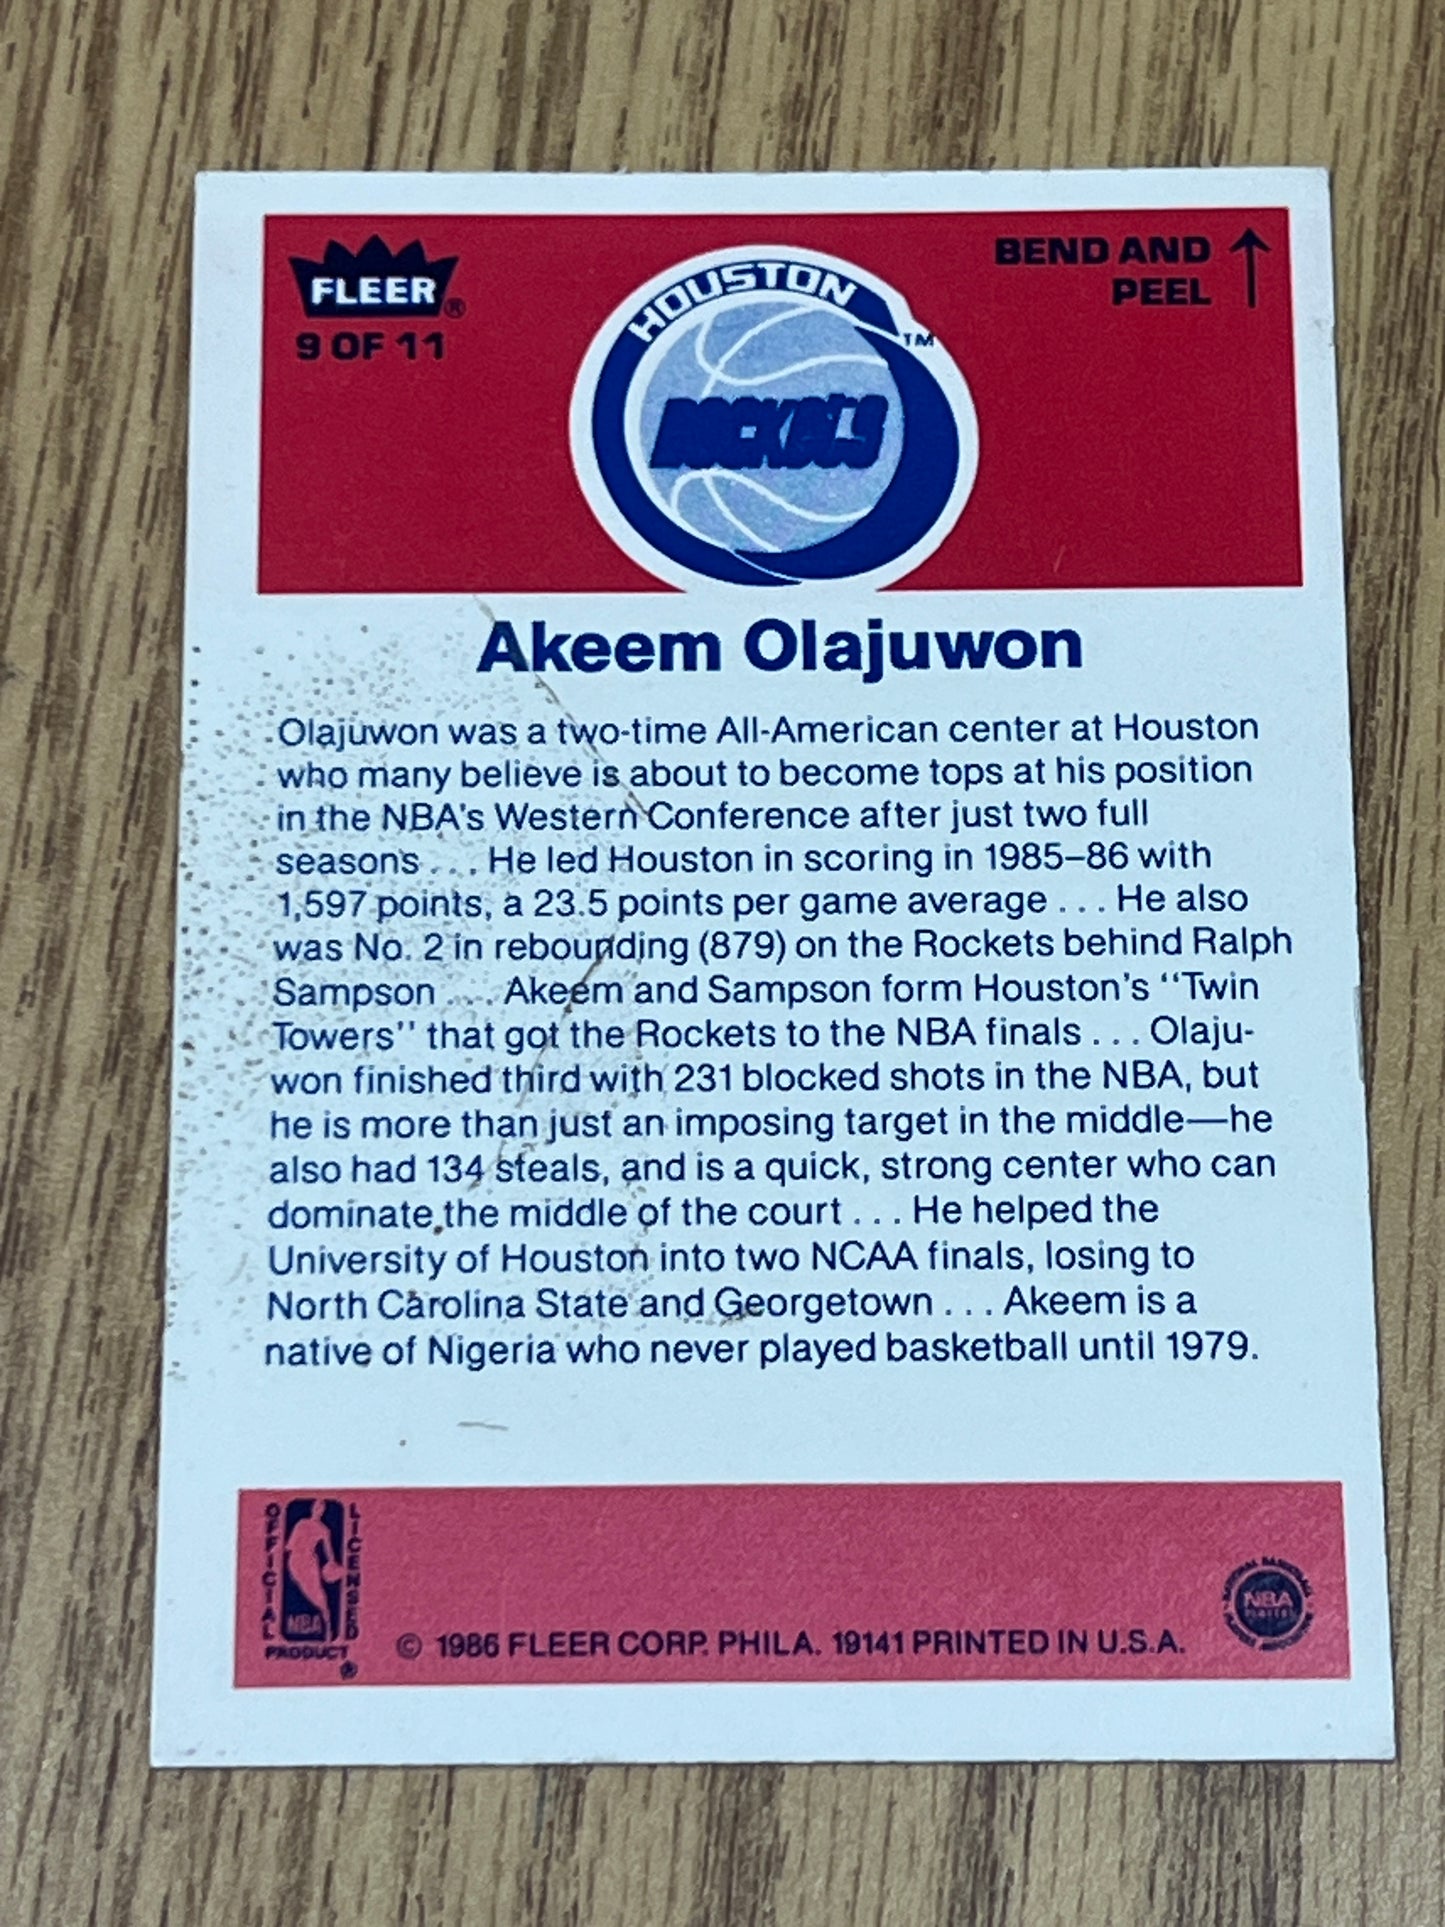 FLEER®
9 OF 11
HOUSTON
ROCKETS
TM
BEND AND
PEEL
Akeem Olajuwon
Olajuwon was a two-time All-American center at Houston
who many believe is about to become tops at his position
in the NBA's Western Conference after just two full
seasons . . . He led Houston in scoring in 1985–86 with
1,597 points, a 23.5 points per game average . . . He also
was No. 2 in rebounding (879) on the Rockets behind Ralph
Sampson . . . Akeem and Sampson form Houston's "Twin
Towers" that got the Rockets to the NBA finals . . . Olaju-
won finished third with 231 blocked shots in the NBA, but
he is more than just an imposing target in the middle—he
also had 134 steals, and is a quick, strong center who can
dominate the middle of the court . . . He helped the
University of Houston into two NCAA finals, losing to
North Carolina State and Georgetown . . . Akeem is a
native of Nigeria who never played basketball until 1979.
OFFICIAL
LICENSED
NBA
PRODUCT
®
© 1986 FLEER CORP. PHILA. 19141 PRINTED IN U.S.A.
NATIONAL BASKETBALL
NBA
PLAYERS
ASSOCIATION